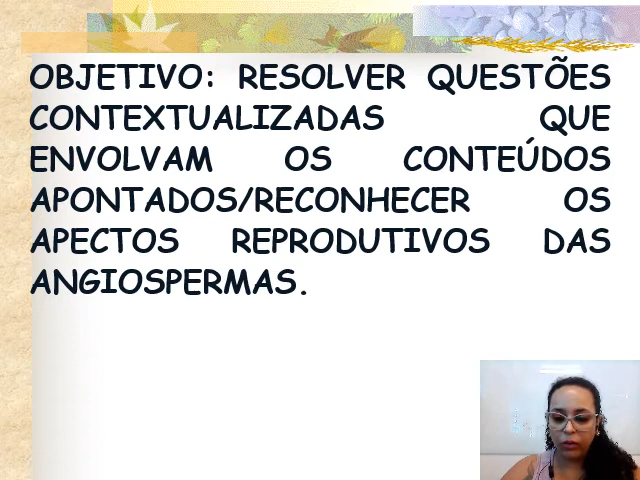 OBJETIVO: RESOLVER QUESTÕES
CONTEXTUALIZADAS QUE
ENVOLVAM OS CONTEÚDOS
APONTADOS/RECONHECER OS
APECTOS REPRODUTIVOS DAS
ANGIOSPERMAS.